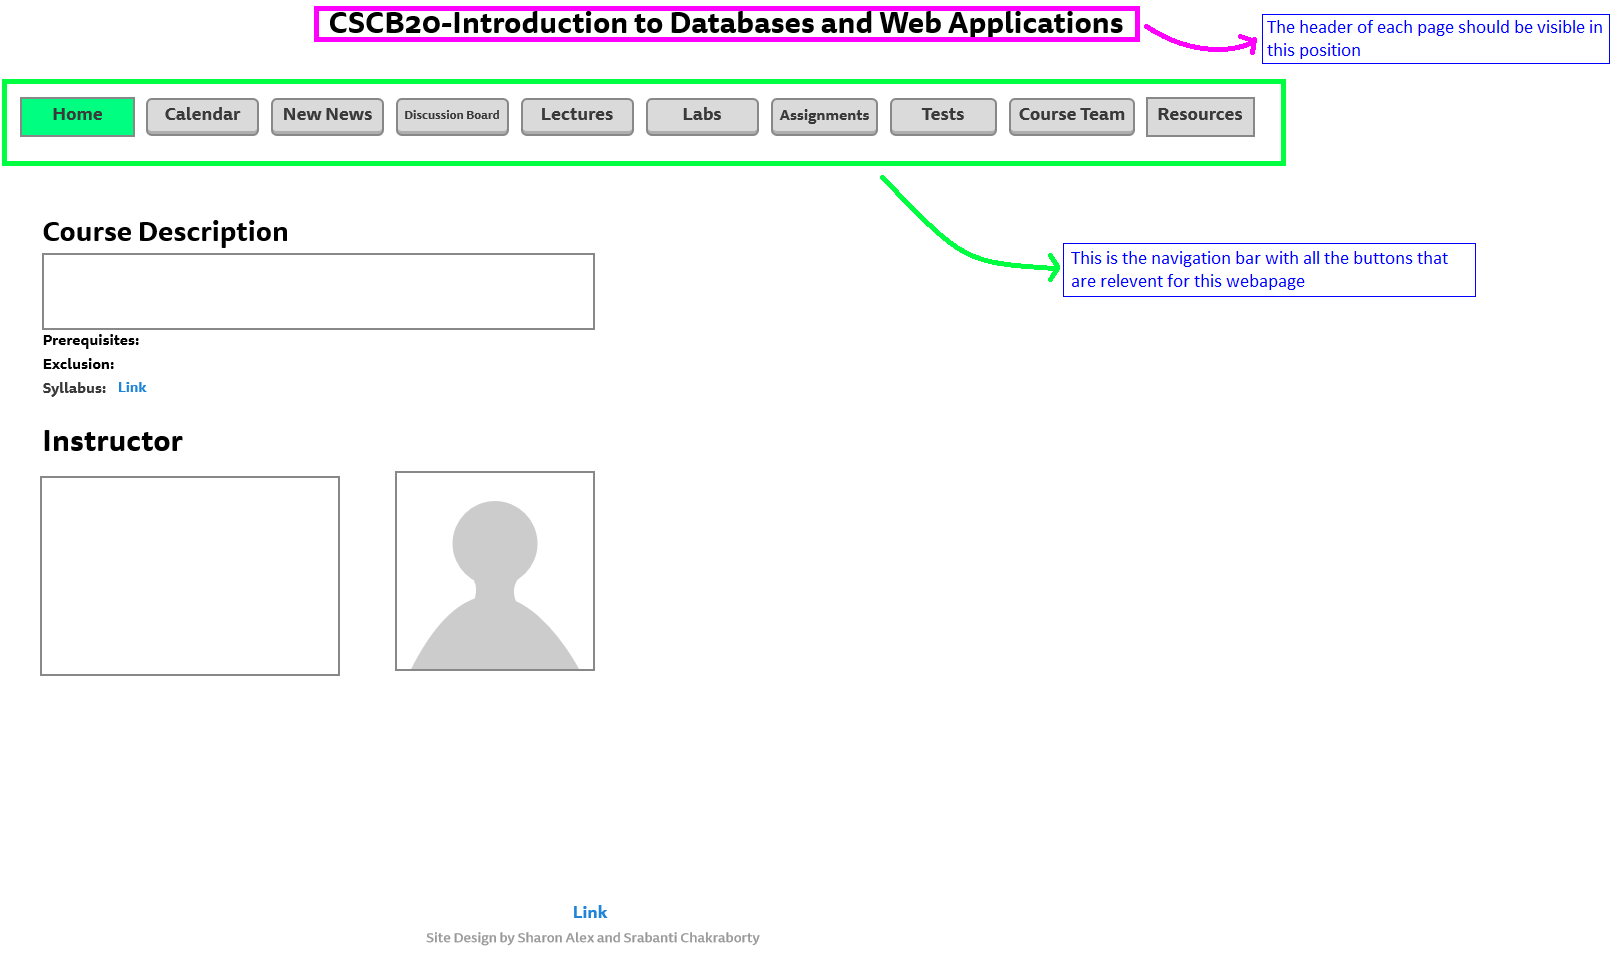 CSCB20-Introduction to Databases and Web Applications
The header of each page should be visible in
this position
Home
Calendar
New News
Discussion Board
Lectures
Labs
Assignments
Tests
Course Team
Resources
Course Description
This is the navigation bar with all the buttons that
are relevent for this webapage
Prerequisites:
Exclusion:
Syllabus: Link
Instructor
Link
Site Design by Sharon Alex and Srabanti Chakraborty